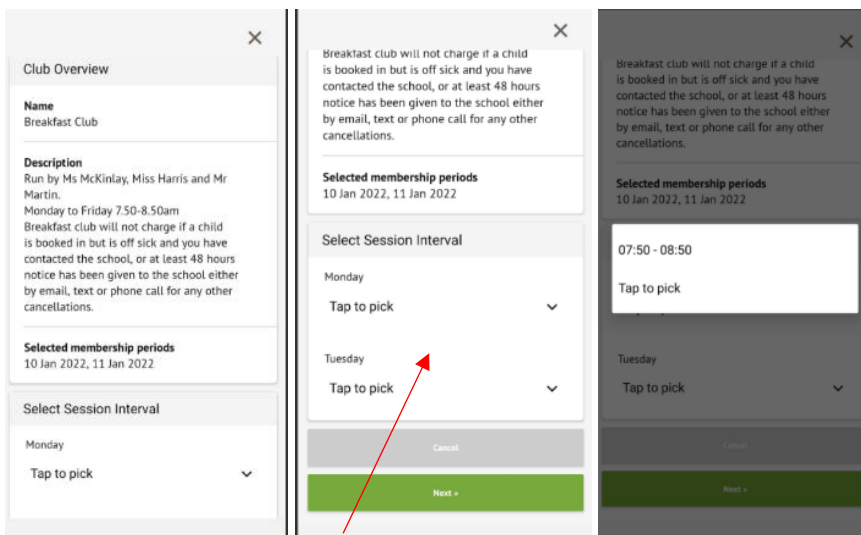 Club Overview
Name
Breakfast Club
Description
Run by Ms McKinlay, Miss Harris and Mr
Martin.
Monday to Friday 7.50-8.50am
Breakfast club will not charge if a child
is booked in but is off sick and you have
contacted the school, or at least 48 hours
notice has been given to the school either
by email, text or phone call for any other
cancellations.
Selected membership periods
10 Jan 2022, 11 Jan 2022
Select Session Interval
Monday
Tap to pick
Breakfast club will not charge if a child
is booked in but is off sick and you have
contacted the school, or at least 48 hours
notice has been given to the school either
by email, text or phone call for any other
cancellations.
Selected membership periods
10 Jan 2022, 11 Jan 2022
Select Session Interval
Monday
Tap to pick
Tuesday
Tap to pick
Cancel
Next »
Breakfast club will not charge if a child
is booked in but is off sick and you have
contacted the school, or at least 48 hours
notice has been given to the school either
by email, text or phone call for any other
cancellations.
Selected membership periods
10 Jan 2022, 11 Jan 2022
07:50 - 08:50
Tap to pick
Tuesday
Tap to pick
Cancel
Next »